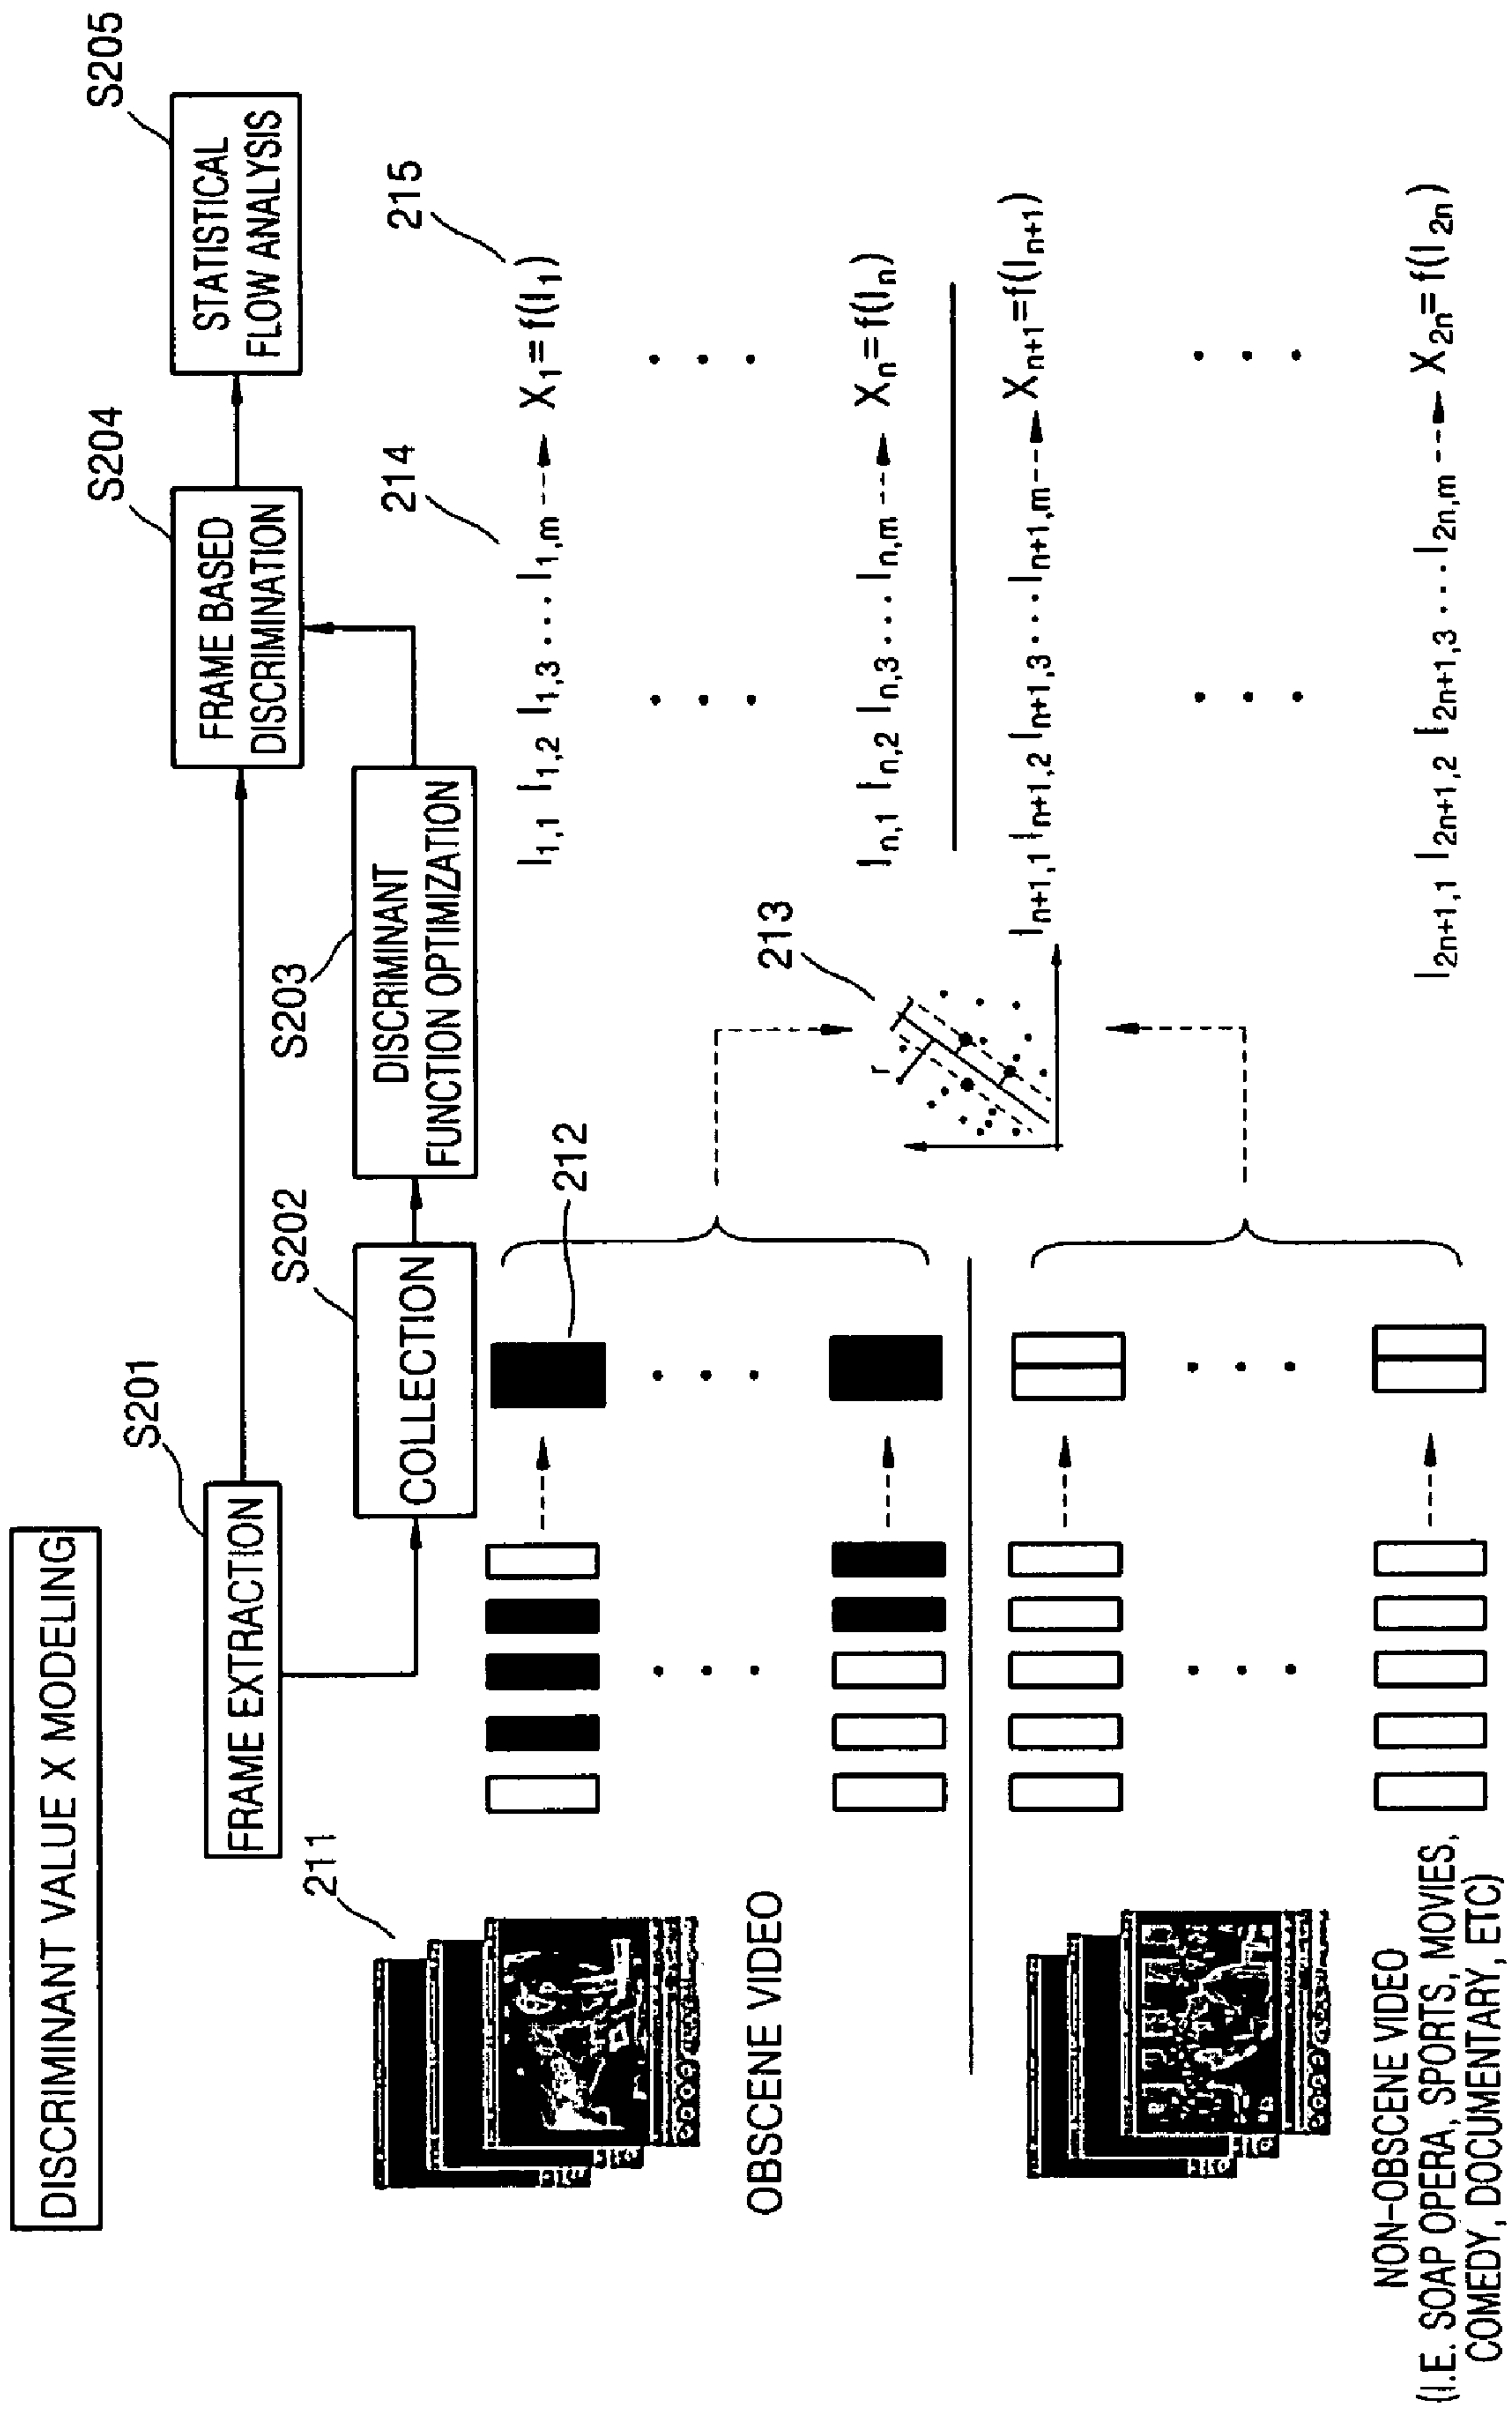 DISCRIMINANT VALUE X MODELING
S201
FRAME EXTRACTION
S202
COLLECTION
S203
DISCRIMINANT
FUNCTION OPTIMIZATION
S204
FRAME BASED
DISCRIMINATION
S205
STATISTICAL
FLOW ANALYSIS
211
212
213
r
214
215
I1,1 I1,2 I1,3 ... I1,m
X1=f(I1)
In,1 In,2 In,3 ... In,m
Xn=f(In)
In+1,1 In+1,2 In+1,3 ... In+1,m
Xn+1=f(In+1)
I2n+1,1 I2n+1,2 I2n+1,3 ... I2n,m
X2n=f(I2n)
OBSCENE VIDEO
NON-OBSCENE VIDEO
(I.E. SOAP OPERA, SPORTS, MOVIES,
COMEDY, DOCUMENTARY, ETC)